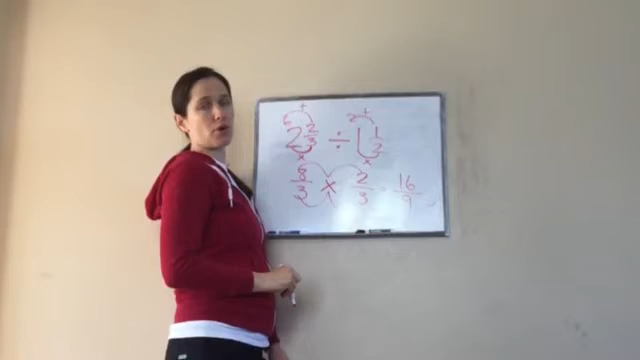 2 2/3 ÷ 1 1/2
8/3 × 2/3 = 16/9